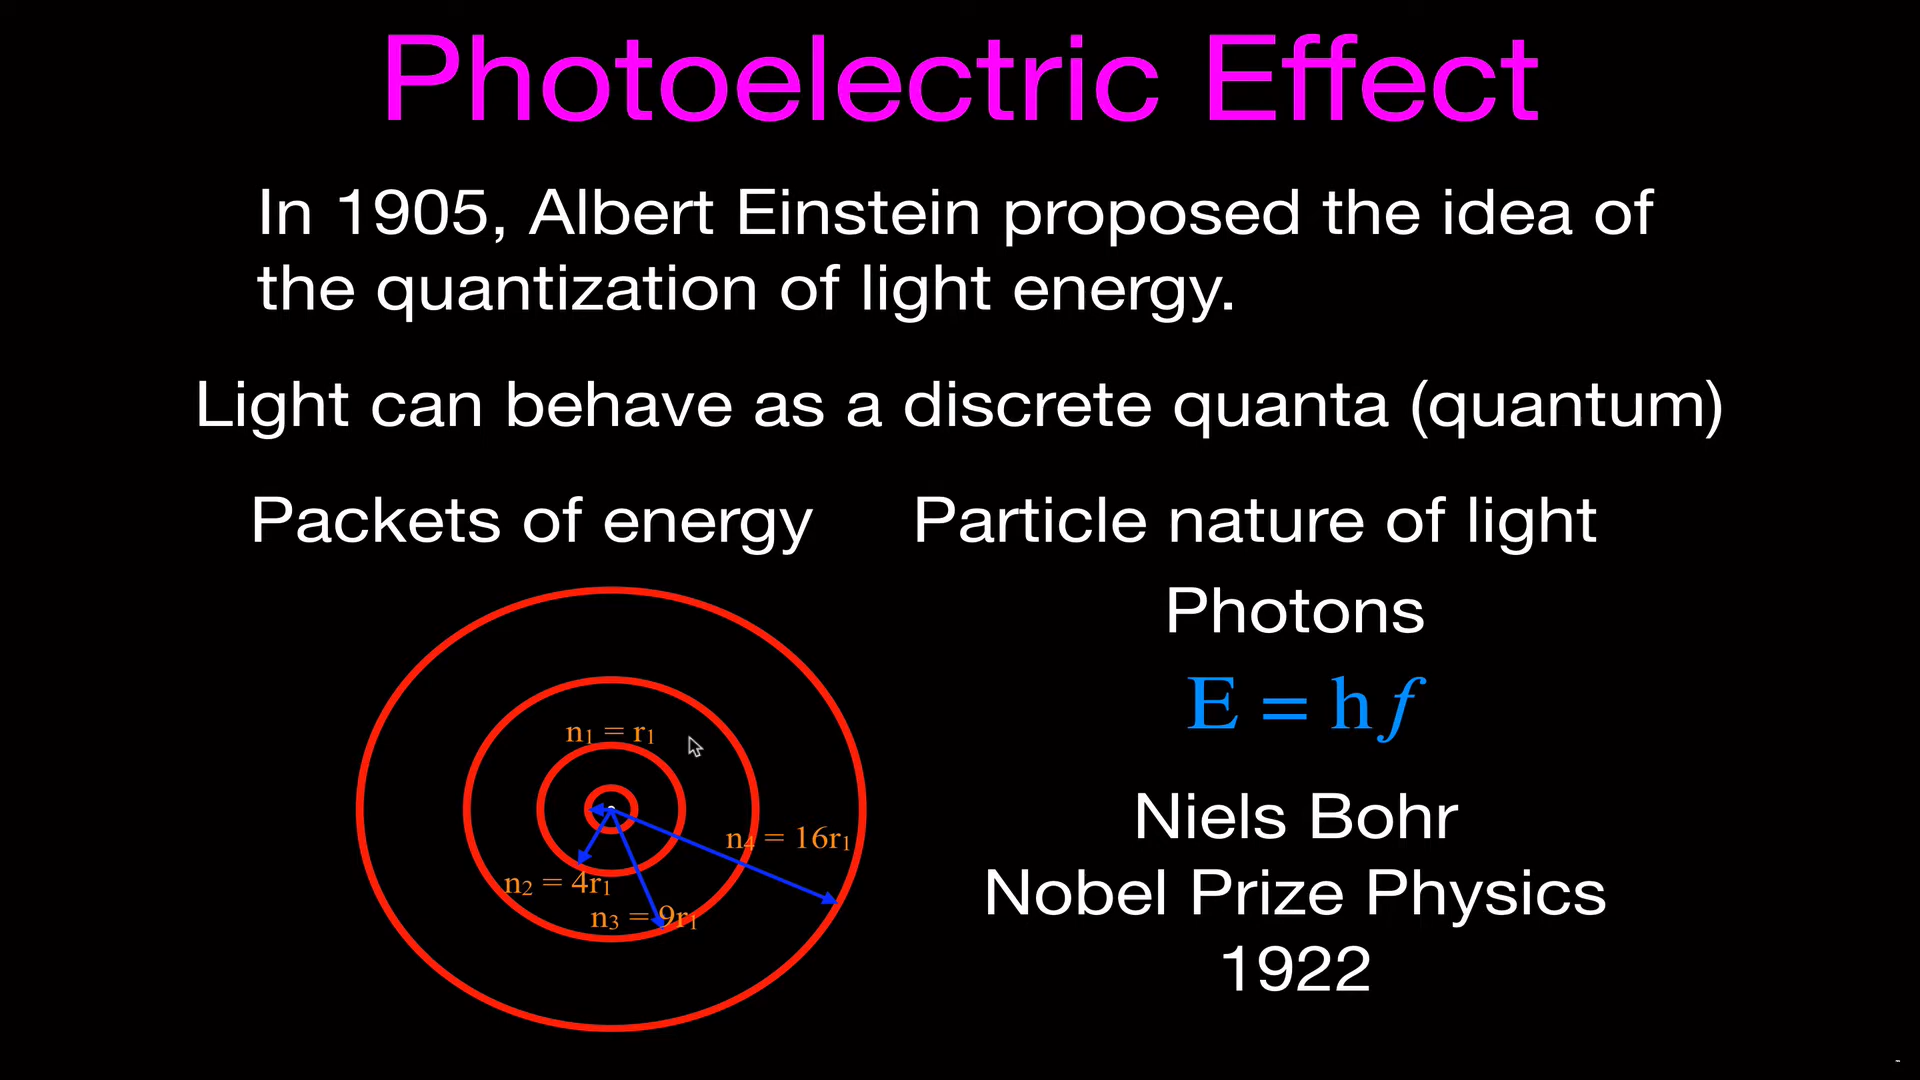 Photoelectric Effect
In 1905, Albert Einstein proposed the idea of
the quantization of light energy.
Light can behave as a discrete quanta (quantum)
Packets of energy
Particle nature of light
Photons
E = hf
n₁ = r₁
n₄ = 16r₁
n₂ = 4r₁
n₃ = 9r₁
Niels Bohr
Nobel Prize Physics
1922